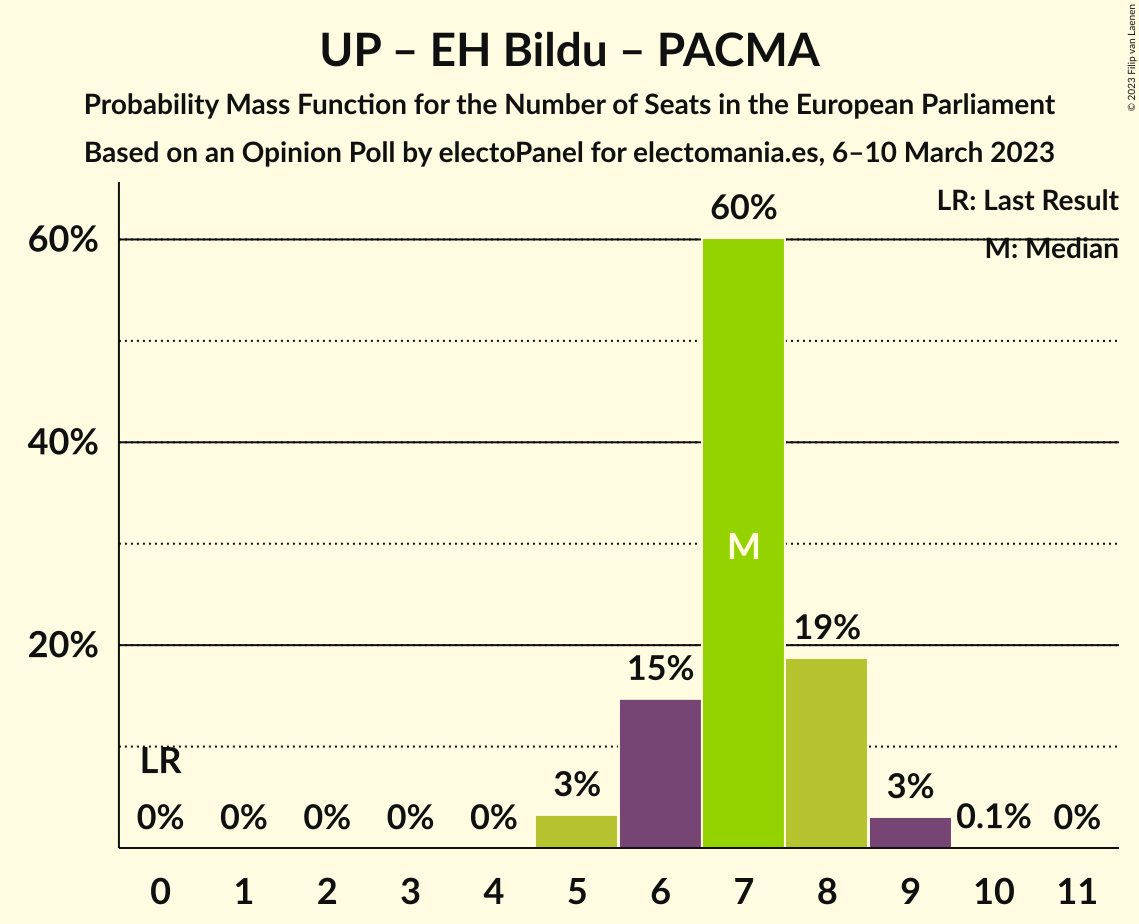 UP – EH Bildu – PACMA
Probability Mass Function for the Number of Seats in the European Parliament
Based on an Opinion Poll by electoPanel for electomania.es, 6–10 March 2023
© 2023 Filip van Laenen
LR: Last Result
M: Median
60%
40%
20%
60%
M
19%
15%
LR
3%
3%
0% 0% 0% 0% 0% 0.1% 0%
0 1 2 3 4 5 6 7 8 9 10 11